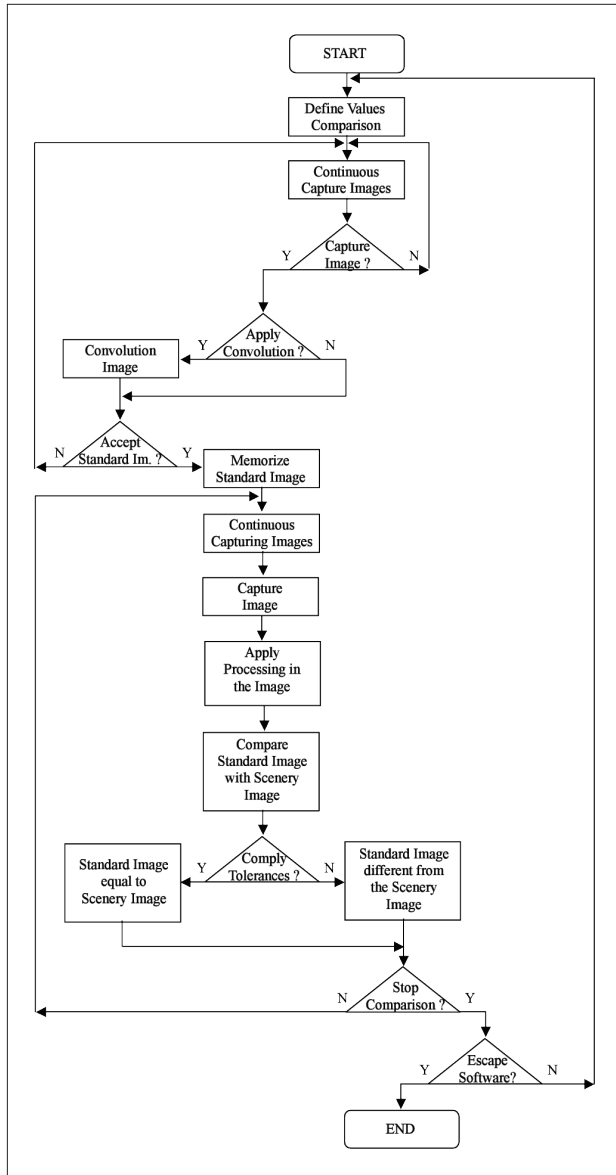 START
Define Values
Comparison
Continuous
Capture Images
Y
Capture
Image ?
N
Y
Apply
Convolution ?
N
Convolution
Image
N
Accept
Standard Im. ?
Y
Memorize
Standard Image
Continuous
Capturing Images
Capture
Image
Apply
Processing in
the Image
Compare
Standard Image
with Scenery
Image
Y
Comply
Tolerances ?
N
Standard Image
equal to
Scenery Image
Standard Image
different from
the Scenery
Image
N
Stop
Comparison ?
Y
Y
Escape
Software?
N
END